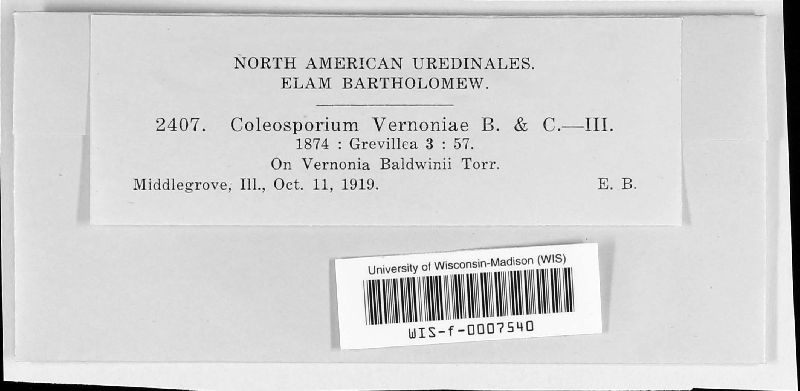 NORTH AMERICAN UREDINALES.
ELAM BARTHOLOMEW.
2407. Coleosporium Vernoniae B. & C.—III.
1874 : Grevillea 3 : 57.
On Vernonia Baldwinii Torr.
Middlegrove, Ill., Oct. 11, 1919. E. B.
University of Wisconsin-Madison (WIS)
WIS-f-0007540